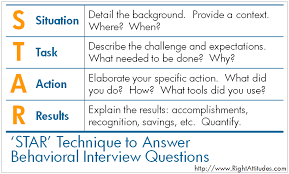 S Situation Detail the background. Provide a context.
Where? When?
T Task Describe the challenge and expectations.
What needed to be done? Why?
A Action Elaborate your specific action. What did
you do? How? What tools did you use?
R Results Explain the results: accomplishments,
recognition, savings, etc. Quantify.
'STAR' Technique to Answer
Behavioral Interview Questions
http://www.RightAttitudes.com